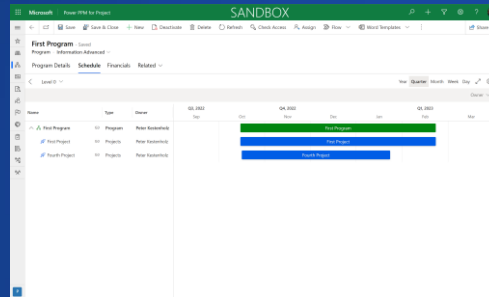 Microsoft Power PPM for Project SANDBOX
Save Save & Close New Deactivate Delete Refresh Check Access Assign Flow Word Templates Share
First Program - Saved
Program · Information Advanced
Program Details Schedule Financials Related
Level 0 Year Quarter Month Week Day
Owner
Name Type Owner Q4, 2022 Q1, 2023
Sep Oct Nov Dec Jan Feb Mar
First Program Program Peter Kestenholz First Program
First Project Projects Peter Kestenholz First Project
Fourth Project Projects Peter Kestenholz Fourth Project